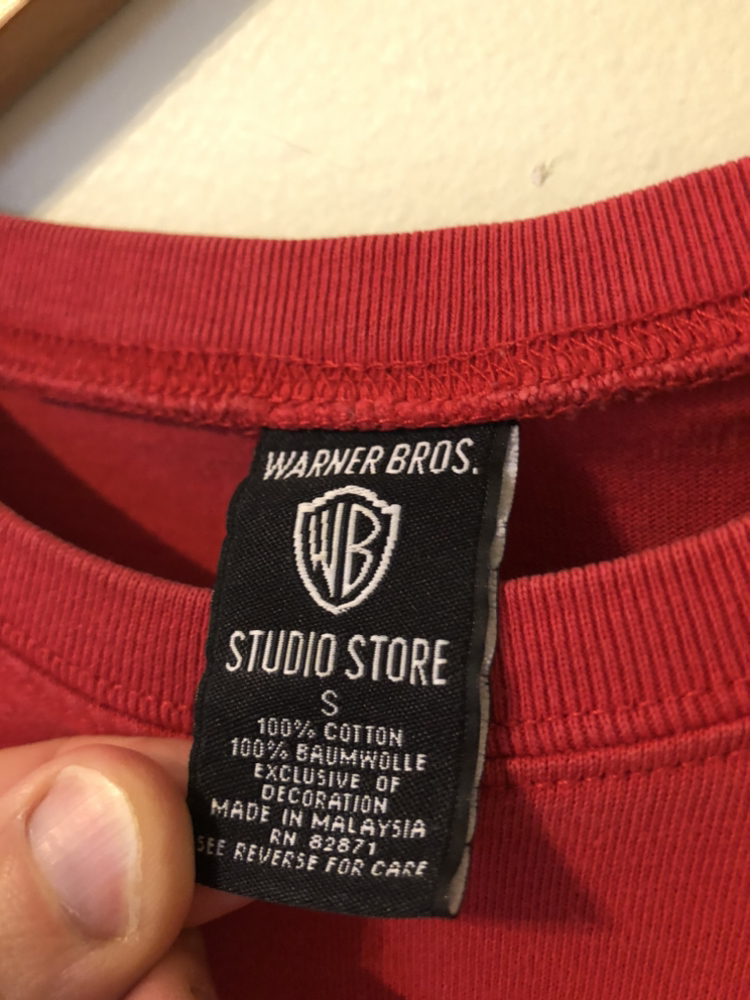 WARNER BROS.
WB
STUDIO STORE
S
100% COTTON
100% BAUMWOLLE
EXCLUSIVE OF
DECORATION
MADE IN MALAYSIA
RN 82871
SEE REVERSE FOR CARE